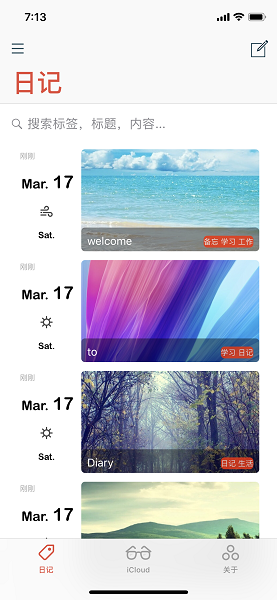 7:13
日记
搜索标签，标题，内容...
刚刚
Mar. 17
Sat.
welcome
备忘 学习 工作
刚刚
Mar. 17
Sat.
to
学习 日记
刚刚
Mar. 17
Sat.
Diary
日记 生活
刚刚
Mar. 17
日记
iCloud
关于